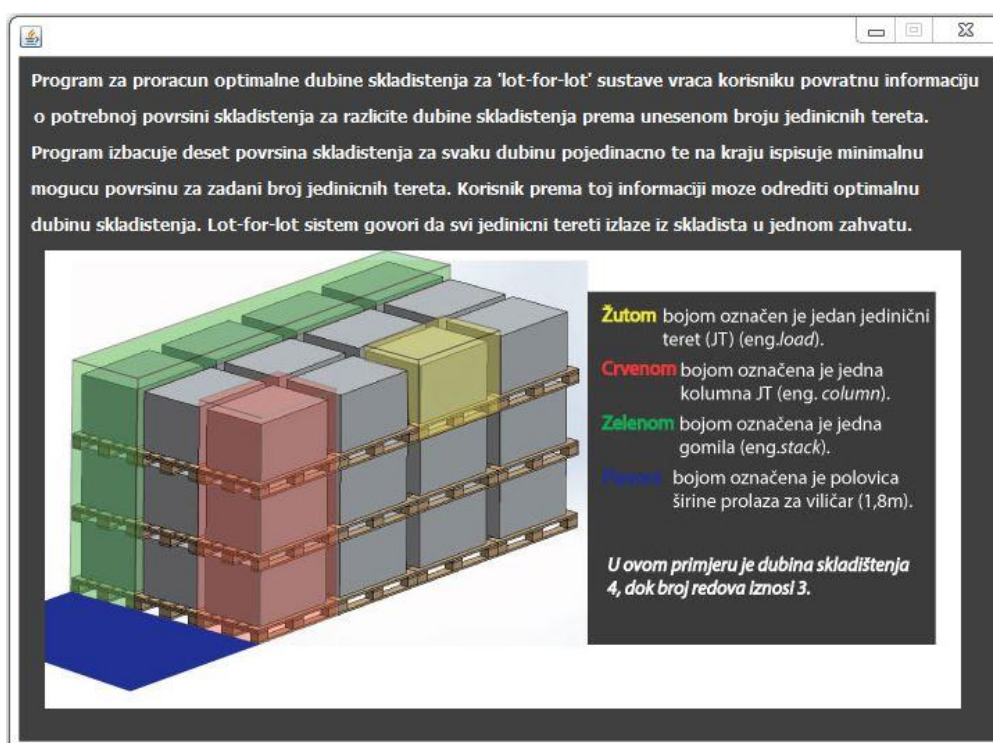 Program za proracun optimalne dubine skladistenja za 'lot-for-lot' sustave vraca korisniku povratnu informaciju
o potrebnoj povrsini skladistenja za razlicite dubine skladistenja prema unesenom broju jedinicnih tereta.
Program izbacuje deset povrsina skladistenja za svaku dubinu pojedinacno te na kraju ispisuje minimalnu
mogucu povrsinu za zadani broj jedinicnih tereta. Korisnik prema toj informaciji moze odrediti optimalnu
dubinu skladistenja. Lot-for-lot sistem govori da svi jedinicni tereti izlaze iz skladista u jednom zahvatu.
Žutom bojom označen je jedan jedinični
teret (JT) (eng.load).
Crvenom bojom označena je jedna
kolumna JT (eng. column).
Zelenom bojom označena je jedna
gomila (eng.stack).
Plavom bojom označena je polovica
širine prolaza za viličar (1,8m).
U ovom primjeru je dubina skladištenja
4, dok broj redova iznosi 3.